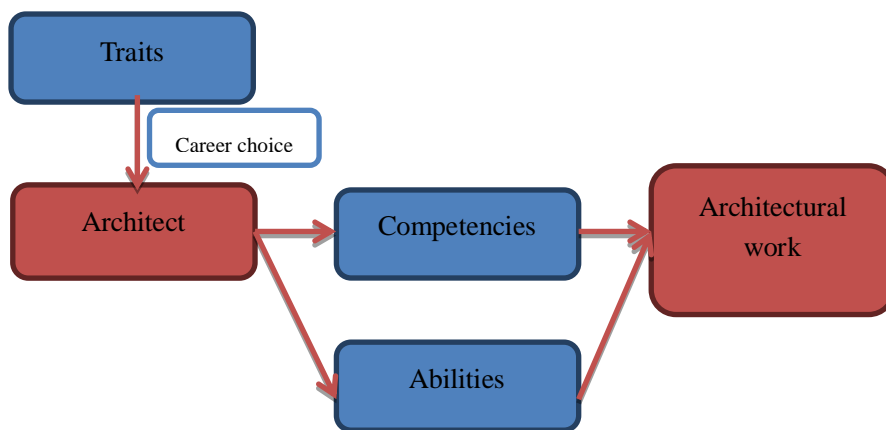 Traits
Career choice
Architect
Competencies
Architectural
work
Abilities